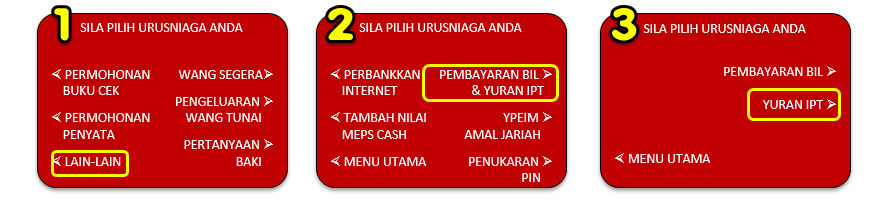 1
SILA PILIH URUSNIAGA ANDA
PERMOHONAN BUKU CEK
WANG SEGERA
PENGELUARAN WANG TUNAI
PERMOHONAN PENYATA
PERTANYAAN BAKI
LAIN-LAIN
2
SILA PILIH URUSNIAGA ANDA
PERBANKKAN INTERNET
PEMBAYARAN BIL & YURAN IPT
TAMBAH NILAI MEPS CASH
YPEIM AMAL JARIAH
MENU UTAMA
PENUKARAN PIN
3
SILA PILIH URUSNIAGA ANDA
PEMBAYARAN BIL
YURAN IPT
MENU UTAMA